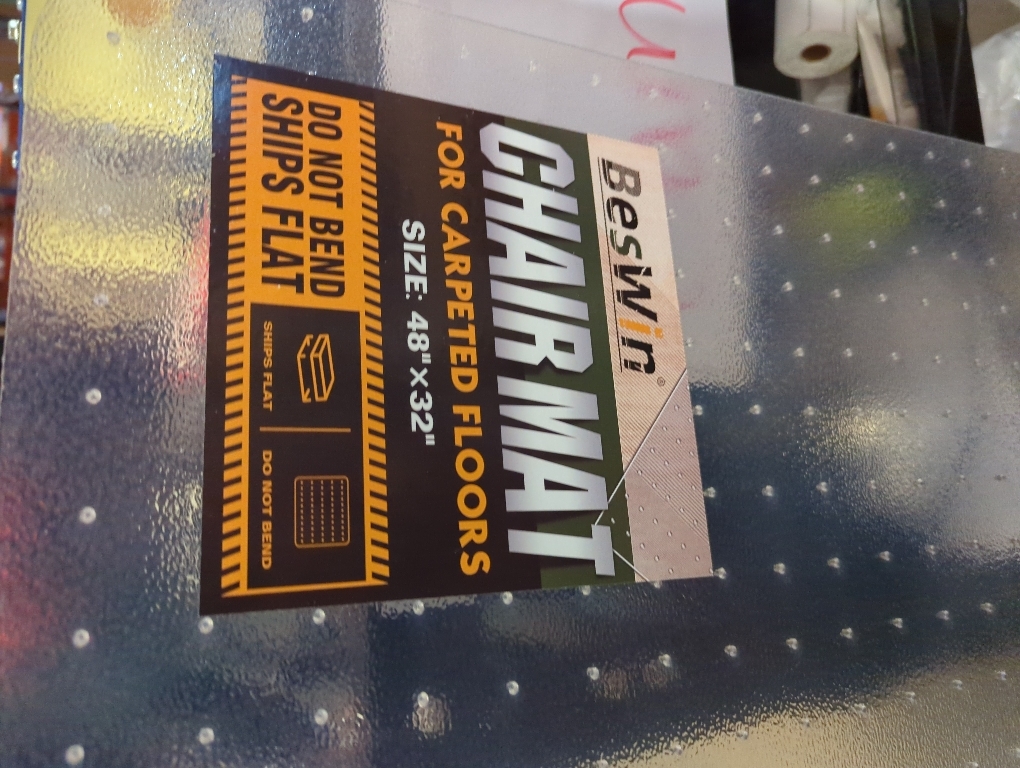 BesWin®
CHAIR MAT
FOR CARPETED FLOORS
SIZE: 48"×32"
DO NOT BEND
SHIPS FLAT
SHIPS FLAT
DO NOT BEND